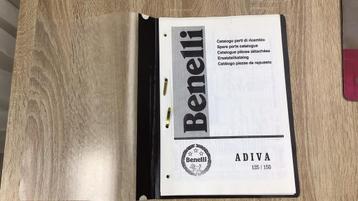 Benelli
Catalogo parti di ricambio
Spare parts catalogue
Catalogue pièces détachées
Ersatzteilkatalog
Catálogo piezas de repuesto
Benelli
ADIVA
125 / 150